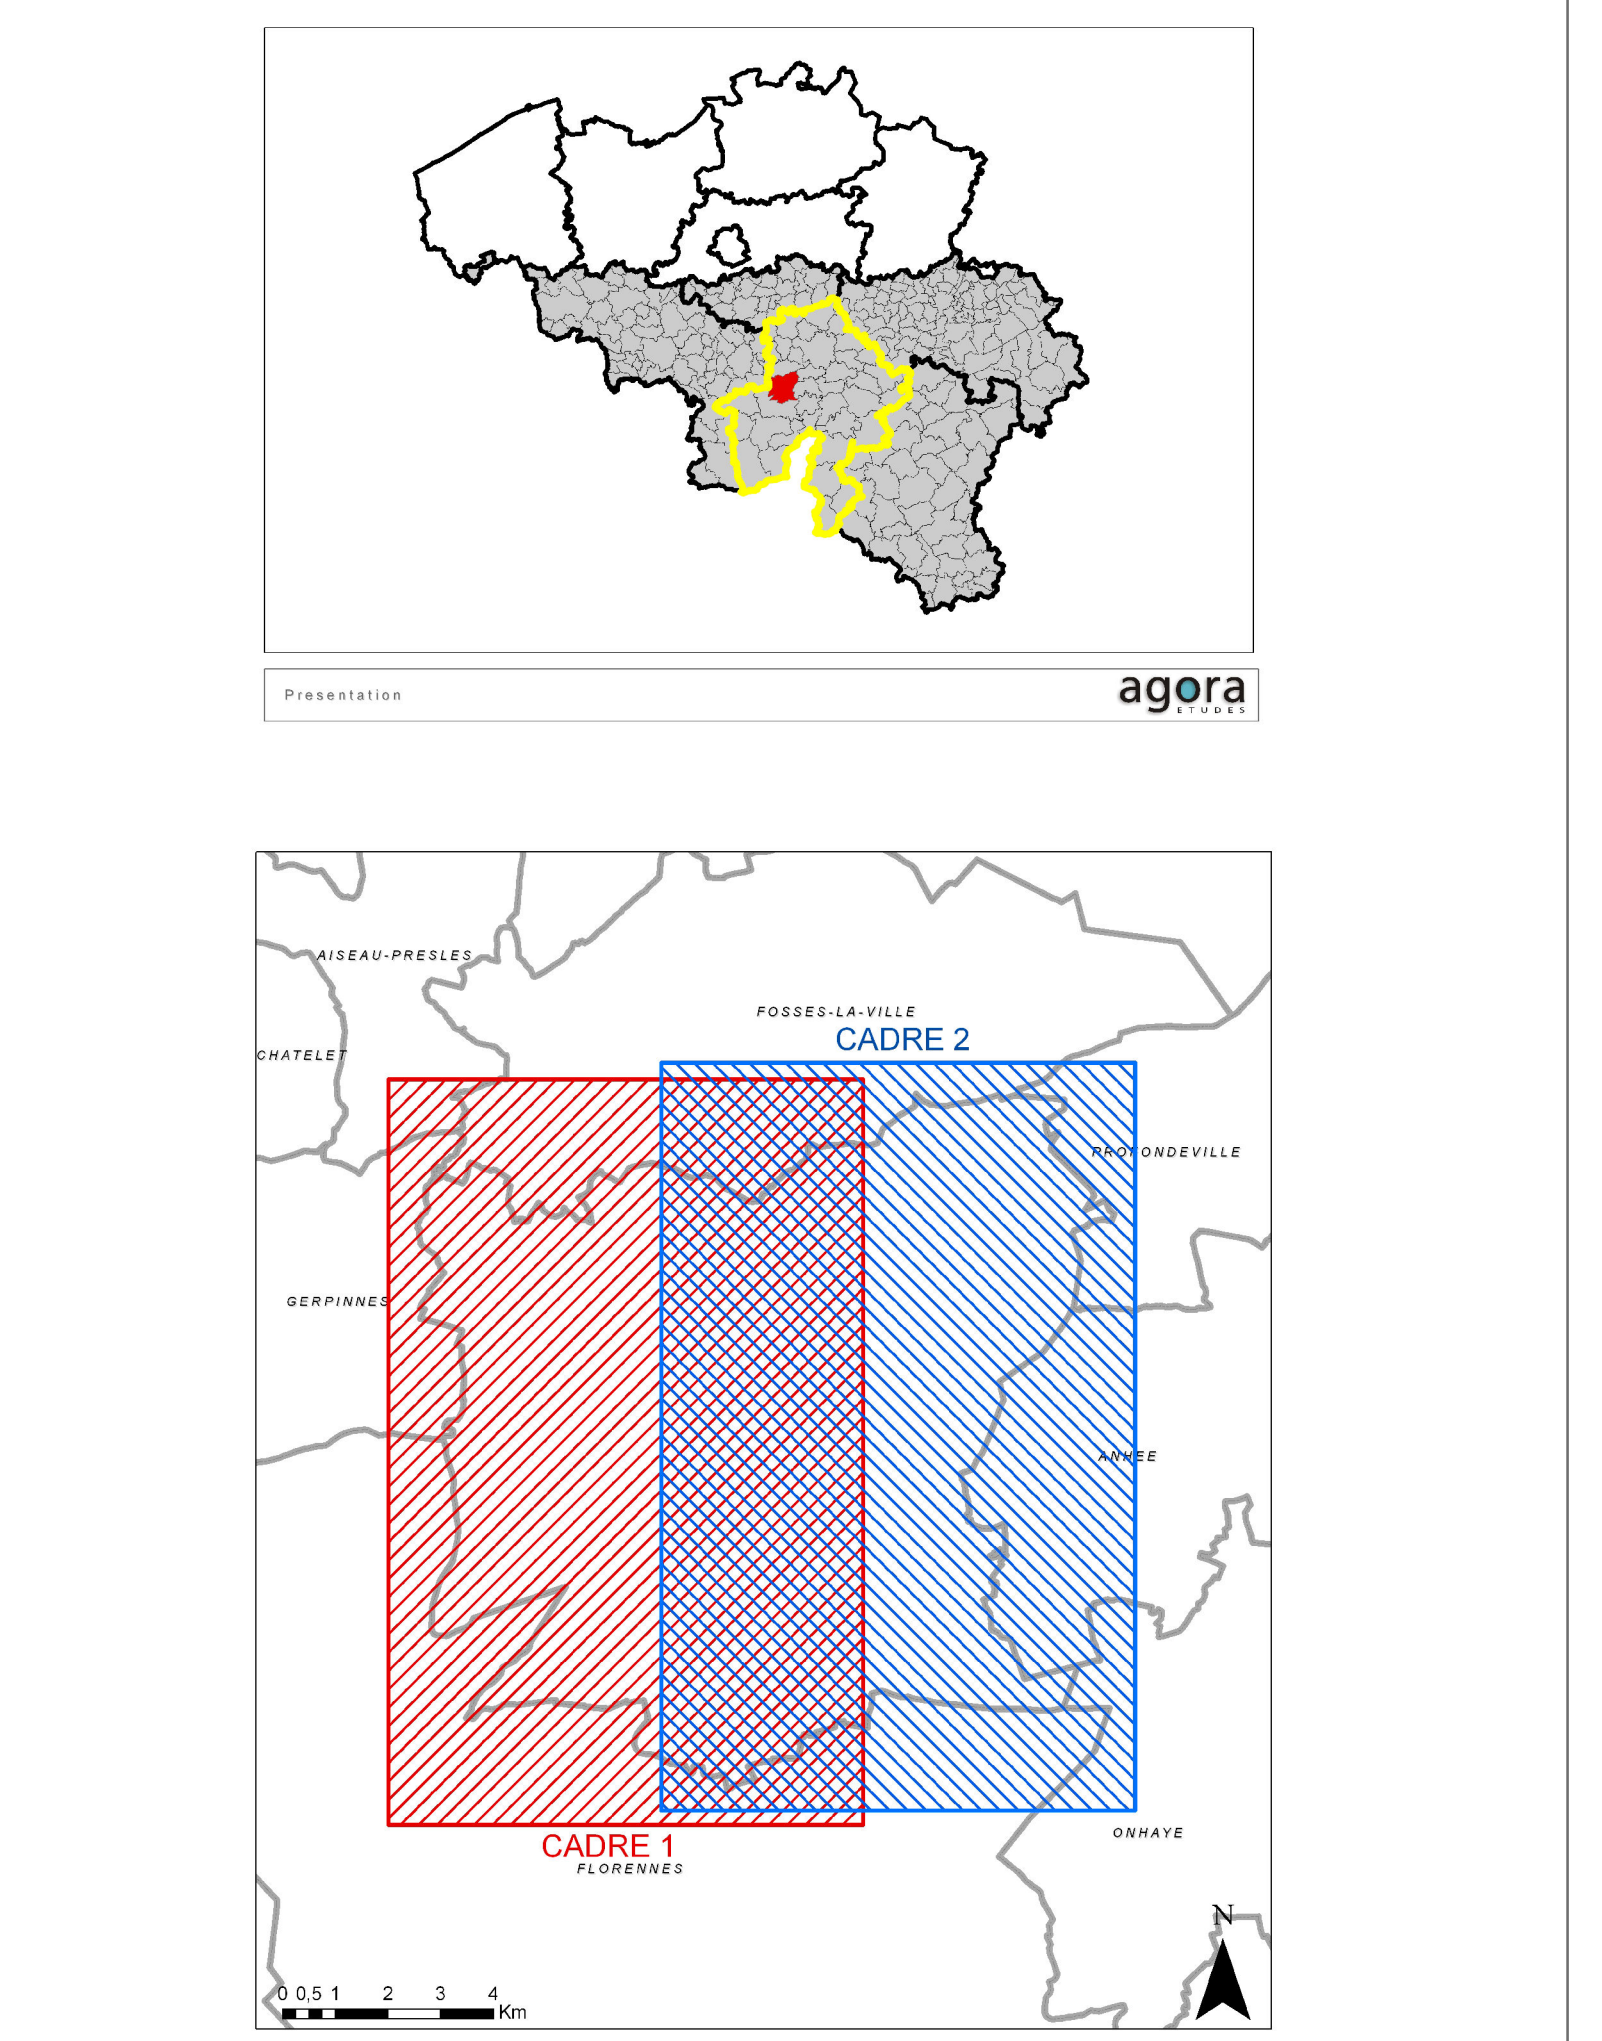 Presentation
agora
ETUDES
AISEAU-PRESLES
FOSSES-LA-VILLE
CADRE 2
CHATELET
PROFONDEVILLE
GERPINNES
ANHEE
ONHAYE
CADRE 1
FLORENNES
N
0 0,5 1 2 3 4
Km